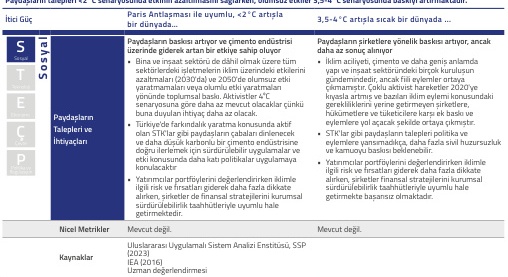 Paydaşların talepleri <2°C senaryosunda etkinin azaltılmasını sağlarken, olumsuz etkiler 3,5-4°C senaryosunda baskıyı artırmaktadır.
İtici Güç
Paris Antlaşması ile uyumlu, <2°C artışla
bir dünyada...
3,5-4°C artışla sıcak bir dünyada ...
S
T
E
Ç
P
Sosyal
Paydaşların
Talepleri ve
İhtiyaçları
Paydaşların baskısı artıyor ve çimento endüstrisi
üzerinde giderek artan bir etkiye sahip oluyor
• Bina ve inşaat sektörü de dâhil olmak üzere tüm
sektörlerdeki işletmelerin iklim üzerindeki etkilerini
azaltmaları (2030'da) ve 2050'de olumsuz etki
yaratmamaları veya olumlu etki yaratmaları
yönünde toplumsal baskı. Aktivistler 4°C
senaryosuna göre daha az mevcut olacaklar çünkü
buna duyulan ihtiyaç daha az olacak.
• Türkiye'de farkındalık yaratma konusunda aktif
olan STK'lar gibi paydaşların çabaları dinlenecek
ve daha düşük karbonlu bir çimento endüstrisine
doğru ilerlemek için sürdürülebilir uygulamalar ve
etki konusunda daha katı politikalar uygulamaya
konulacaktır
• Yatırımcılar portföylerini değerlendirirken iklimle
ilgili risk ve fırsatları giderek daha fazla dikkate
alırken, şirketler de finansal stratejilerini kurumsal
sürdürülebilirlik taahhütleriyle uyumlu hale
getirmektedir.
Paydaşların şirketlere yönelik baskısı artıyor, ancak
daha az sonuç alınıyor
• İklim aciliyeti, çimento ve daha geniş anlamda
yapı ve inşaat sektöründeki birçok kuruluşun
gündemindedir, ancak fiili eylemler ortaya
çıkmamıştır. Çoklu aktivist hareketler 2020'ye
kıyasla artmış ve bazıları iklim eylemi konusundaki
gerekliliklerini yerine getirmeyen şirketlere,
hükümetlere ve tüketicilere karşı ek baskı ve
eylemlere yol açacak şekilde ortaya çıkmıştır.
• STK'lar gibi paydaşların talepleri politika ve
eylemlere yansımadıkça, daha fazla sivil huzursuzluk
ve kamuoyu baskısı beklenebilir.
• Yatırımcılar portföylerini değerlendirirken iklimle
ilgili risk ve fırsatları giderek daha fazla dikkate
alırken, şirketler finansal stratejilerini kurumsal
sürdürülebilirlik taahhütleriyle uyumlu hale
getirmekte başarısız olmaktadır.
Nicel Metrikler
Mevcut değil.
Mevcut değil.
Kaynaklar
Uluslararası Uygulamalı Sistem Analizi Enstitüsü, SSP
(2023)
IEA (2016)
Uzman değerlendirmesi